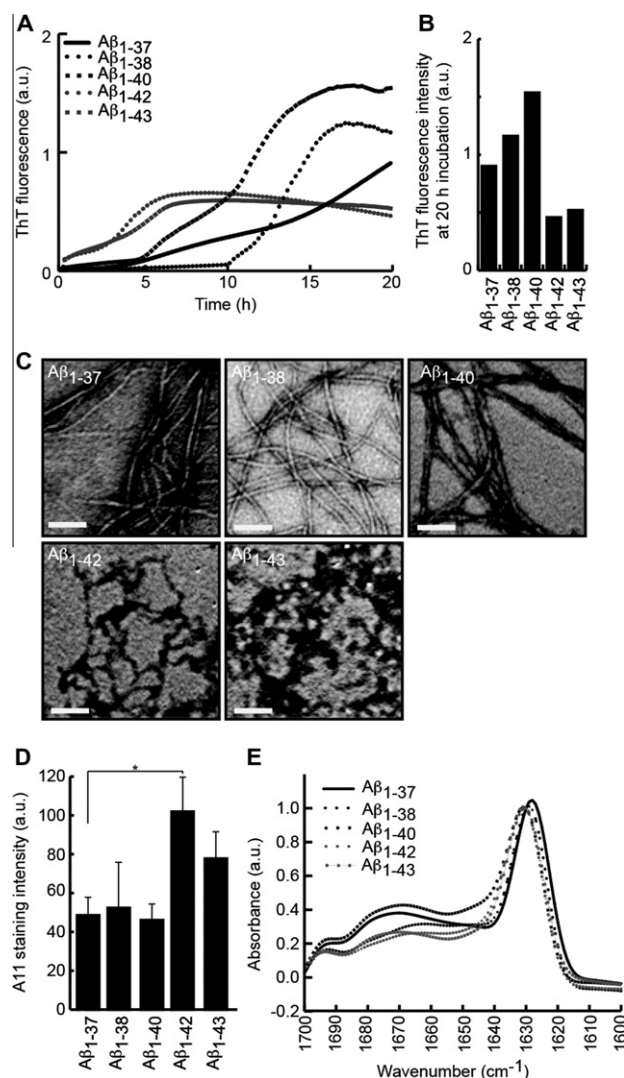 A
ThT fluorescence (a.u.)
2
1
0
Aβ1-37
Aβ1-38
Aβ1-40
Aβ1-42
Aβ1-43
0 5 10 15 20
Time (h)
B
ThT fluorescence intensity
at 20 h incubation (a.u.)
2
1
0
Aβ1-37
Aβ1-38
Aβ1-40
Aβ1-42
Aβ1-43
C
Aβ1-37
Aβ1-38
Aβ1-40
Aβ1-42
Aβ1-43
D
A11 staining intensity (a.u.)
120
100
80
60
40
20
0
*
Aβ1-37
Aβ1-38
Aβ1-40
Aβ1-42
Aβ1-43
E
Absorbance (a.u.)
1.0
0.8
0.6
0.4
0.2
0.0
-0.2
Aβ1-37
Aβ1-38
Aβ1-40
Aβ1-42
Aβ1-43
1700
1690
1680
1670
1660
1650
1640
1630
1620
1610
1600
Wavenumber (cm-1)